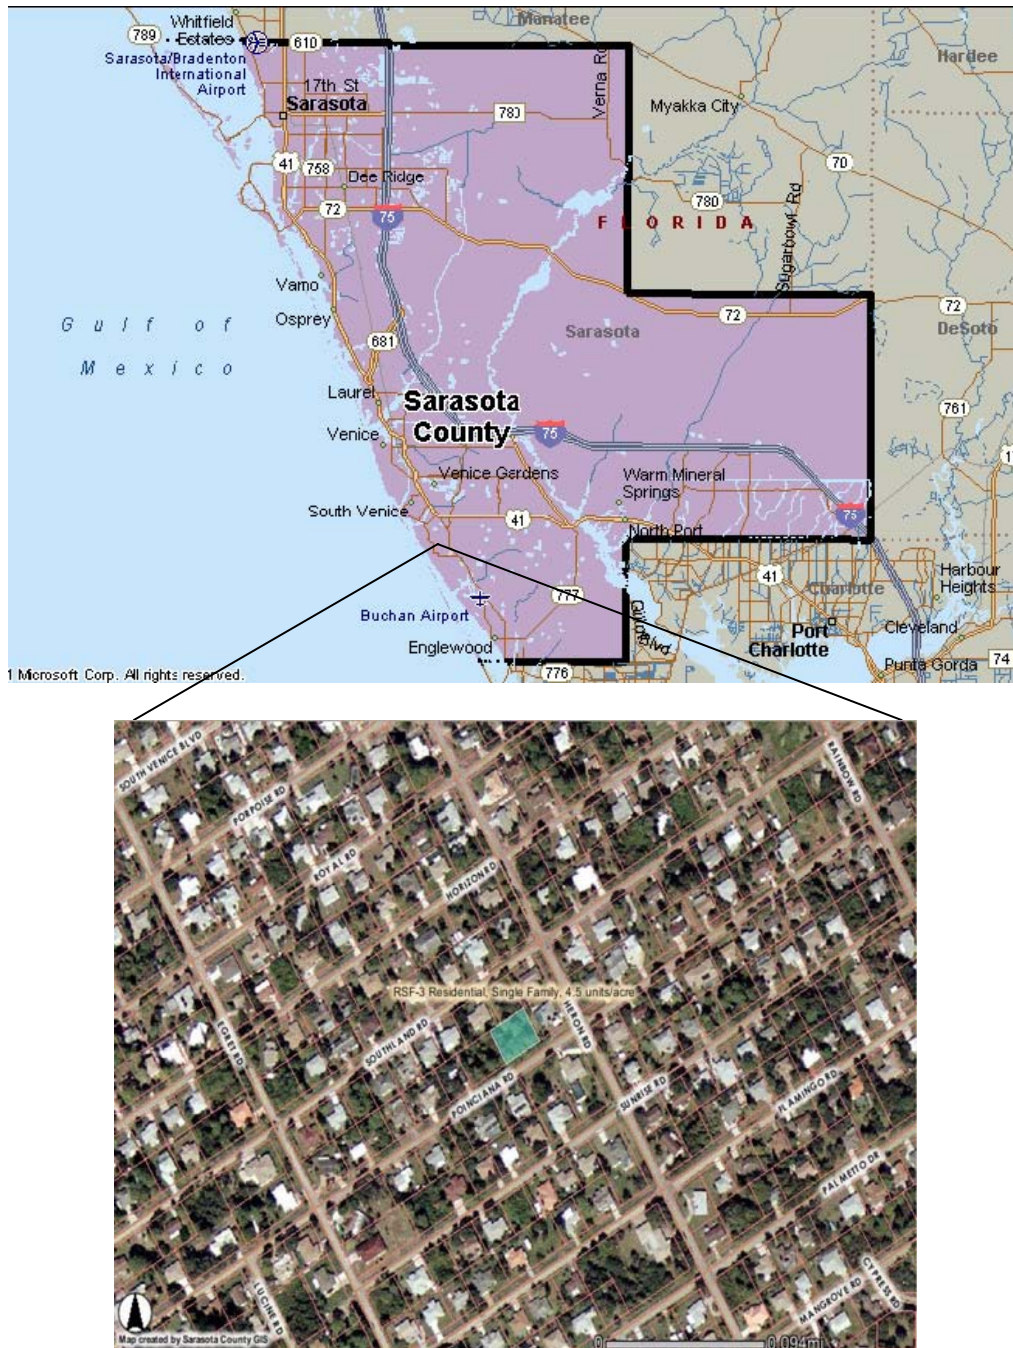 Manatee
Whitfield
Estates
789
610
Hardee
Sarasota/Bradenton
International
Airport
17th St
Sarasota
Verna Rd
Myakka City
780
41
758
Dee Ridge
70
72
75
780
Sugarbowl Rd
FLORIDA
Vamo
Osprey
Gulf of
Mexico
681
Sarasota
72
72
DeSoto
Laurel
Sarasota
County
761
Venice
75
Venice Gardens
Warm Mineral
Springs
South Venice
41
North Port
75
41
Charlotte
Harbour
Heights
Buchan Airport
777
Englewood
Port
Charlotte
Cleveland
776
Punta Gorda
74
1 Microsoft Corp. All rights reserved.
SOUTH VENICE BLVD
PORPOISE RD
RAINBOW RD
ROYAL RD
HORIZON RD
RSF-3 Residential, Single Family, 4.5 units/acre
EGRET RD
SOUTHLAND RD
HERON RD
POINCIANA RD
SUNRISE RD
FLAMINGO RD
PALMETTO DR
LUCINE RD
MANGROVE RD
CYPRESS RD
Map created by Sarasota County GIS
0
0.094mi